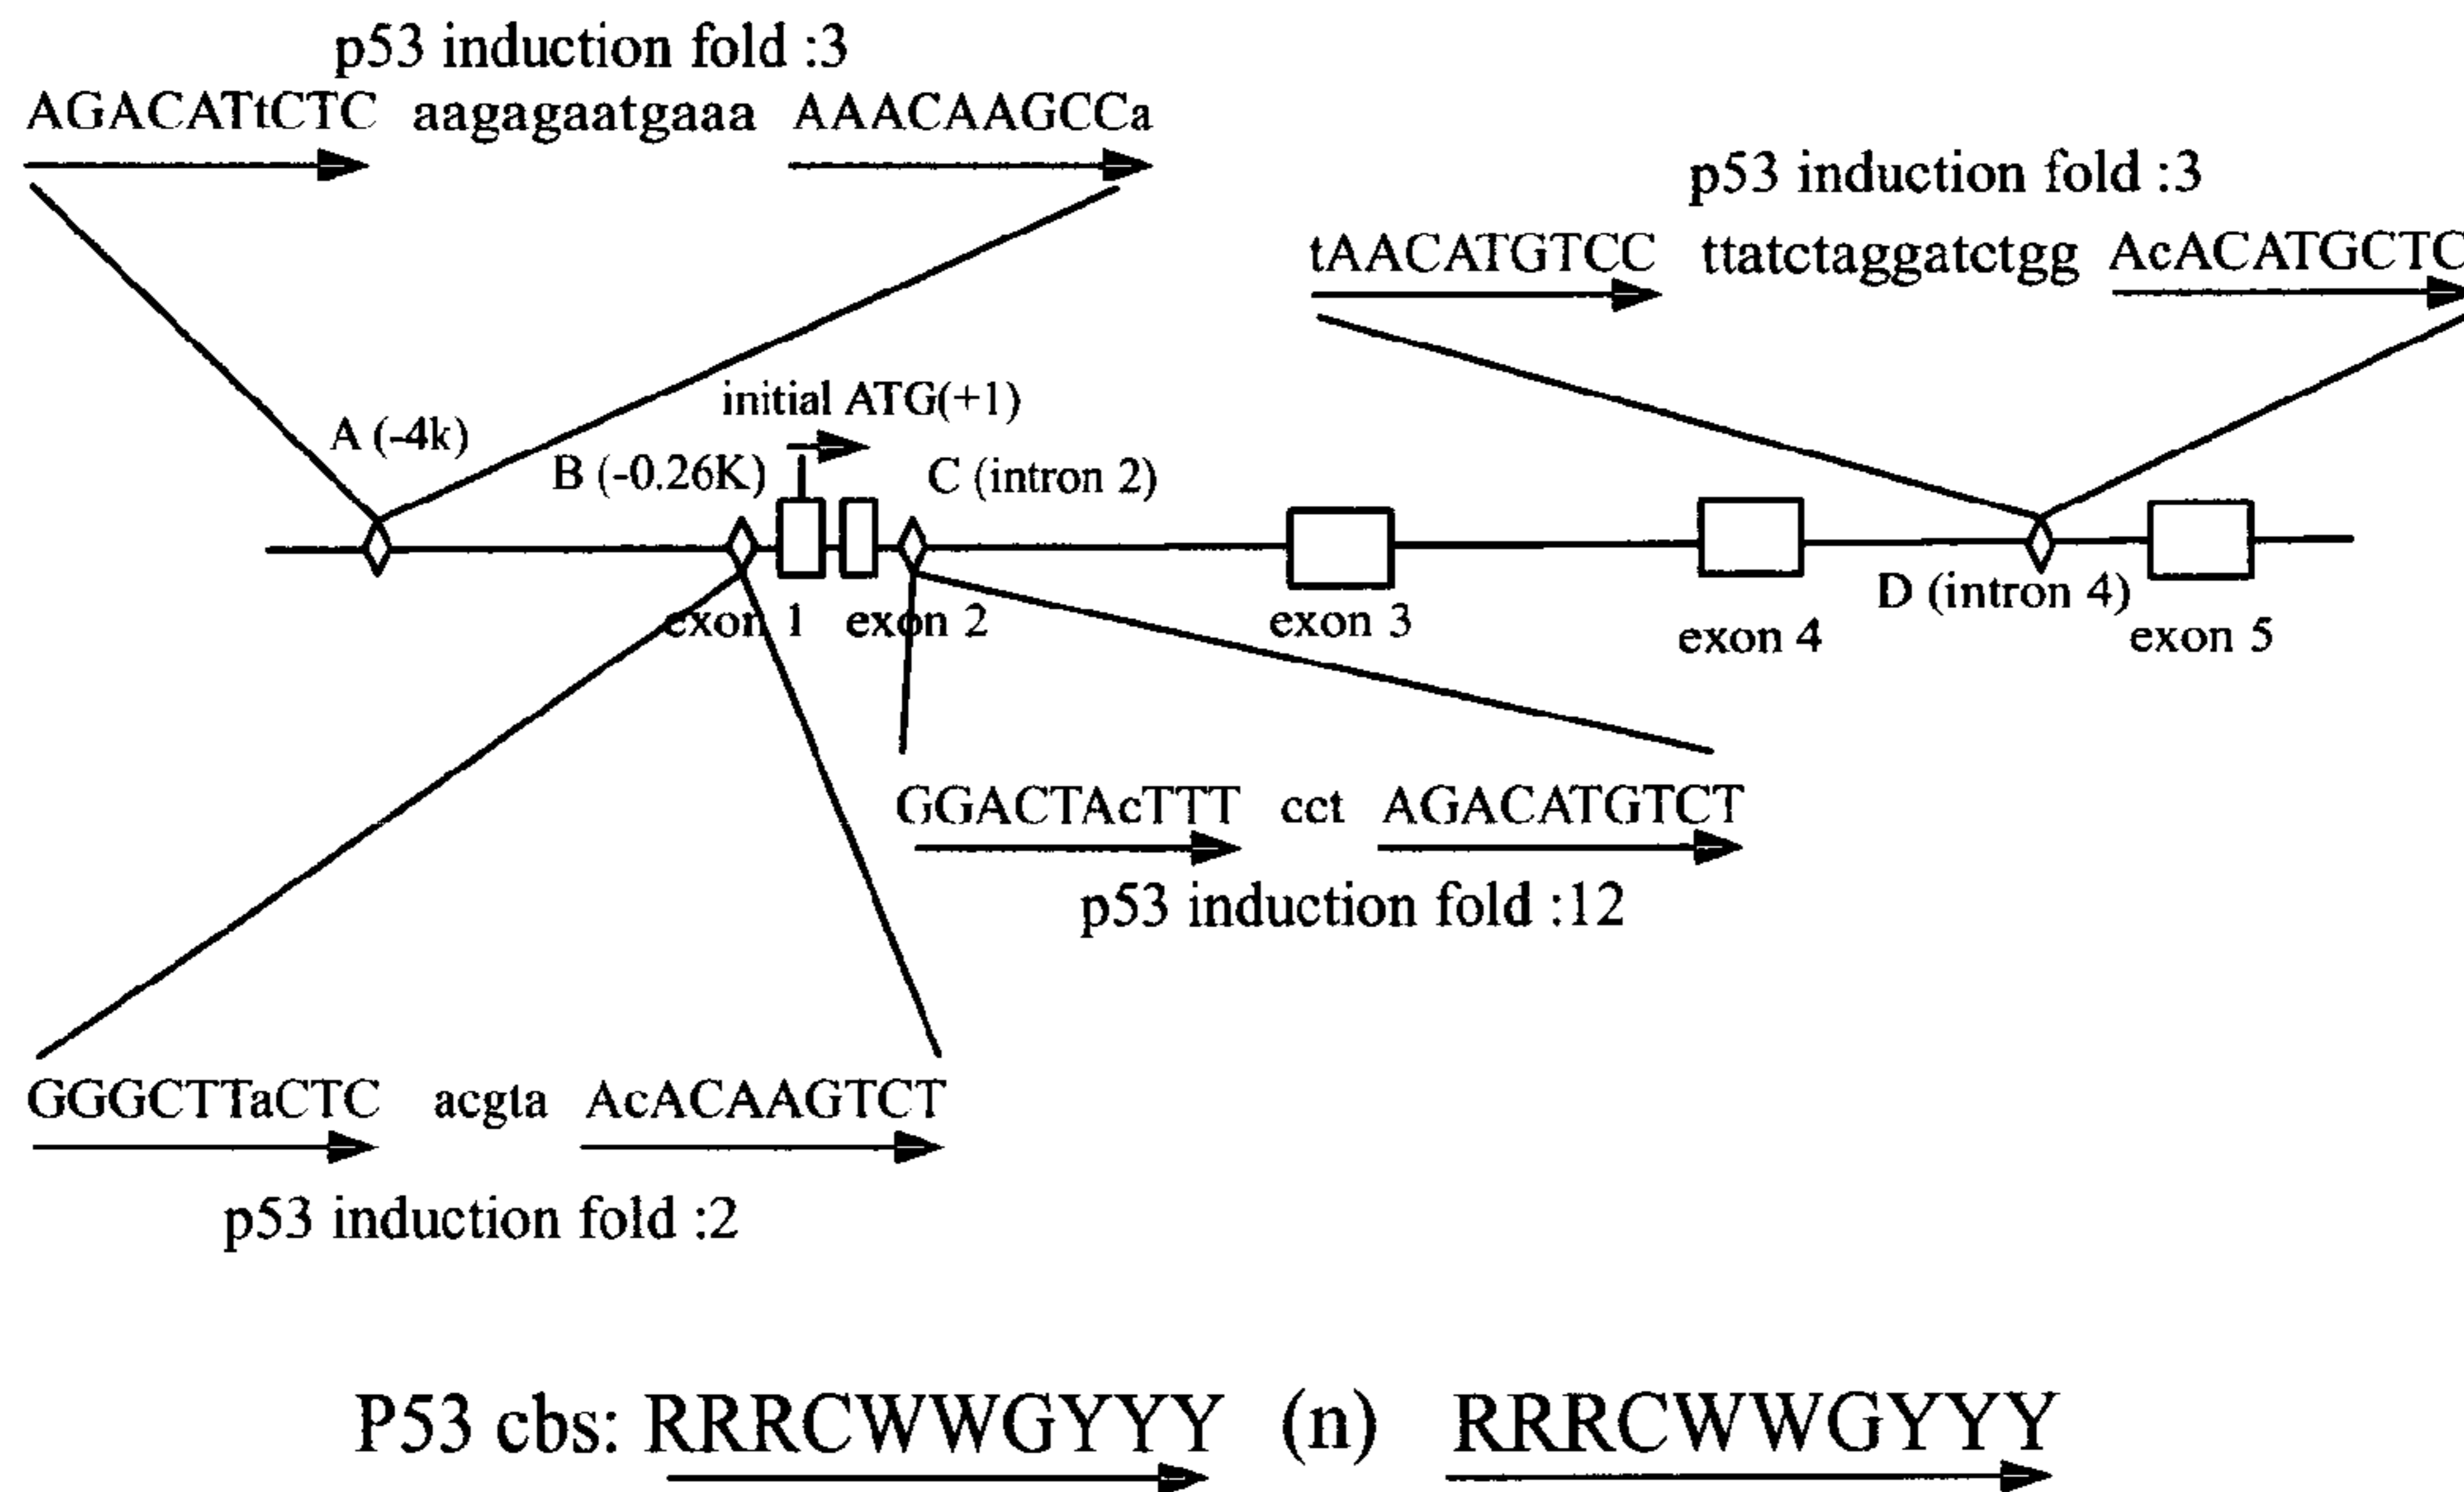 p53 induction fold :3
AGACATtCTC aagagaatgaaa AAACAAGCCa
p53 induction fold :3
tAACATGTCC ttatctaggatctgg AcACATGCTC
initial ATG(+1)
A (-4k)
B (-0.26K)
C (intron 2)
D (intron 4)
exon 1
exon 2
exon 3
exon 4
exon 5
GGACTAcTTT cct AGACATGTCT
p53 induction fold :12
GGGCTTaCTC acgta AcACAAGTCT
p53 induction fold :2
P53 cbs: RRRCWWGYYY (n) RRRCWWGYYY